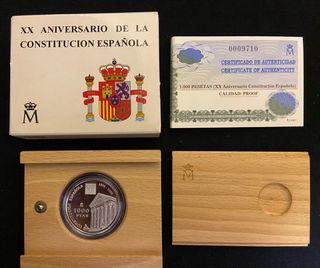 XX ANIVERSARIO DE LA
CONSTITUCION ESPAÑOLA
M
0009710
CERTIFICADO DE AUTENTICIDAD
CERTIFICATE OF AUTHENTICITY
1.000 PESETAS (XX Aniversario Constitución Española)
CALIDAD: PROOF
ESPAÑA
1000
PTAS